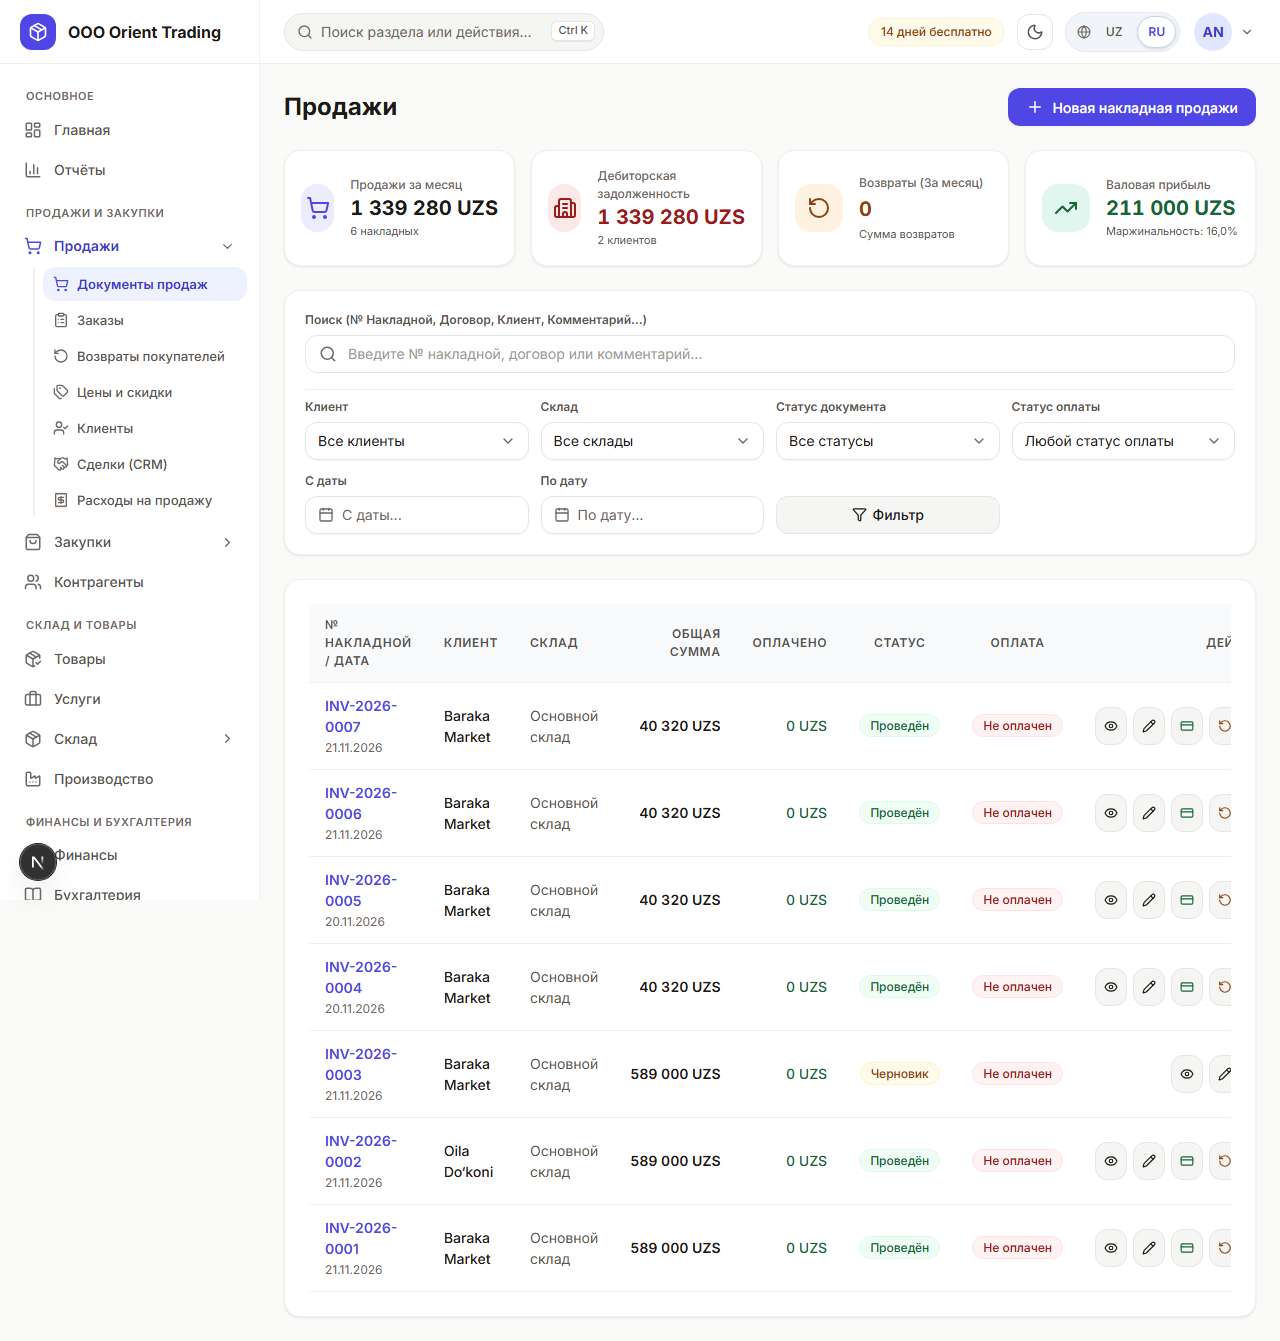 ООО Orient Trading
Поиск раздела или действия...
Ctrl K
14 дней бесплатно
UZ
RU
AN
ОСНОВНОЕ
Главная
Отчёты
ПРОДАЖИ И ЗАКУПКИ
Продажи
Документы продаж
Заказы
Возвраты покупателей
Цены и скидки
Клиенты
Сделки (CRM)
Расходы на продажу
Закупки
Контрагенты
СКЛАД И ТОВАРЫ
Товары
Услуги
Склад
Производство
ФИНАНСЫ И БУХГАЛТЕРИЯ
Финансы
Бухгалтерия
N
Продажи
Новая накладная продажи
Продажи за месяц
1 339 280 UZS
6 накладных
Дебиторская
задолженность
1 339 280 UZS
2 клиентов
Возвраты (За месяц)
0
Сумма возвратов
Валовая прибыль
211 000 UZS
Маржинальность: 16,0%
Поиск (№ Накладной, Договор, Клиент, Комментарий...)
Введите № накладной, договор или комментарий...
Клиент
Склад
Статус документа
Статус оплаты
Все клиенты
Все склады
Все статусы
Любой статус оплаты
С даты
По дату
С даты...
По дату...
Фильтр
№
НАКЛАДНОЙ
/ ДАТА
КЛИЕНТ
СКЛАД
ОБЩАЯ
СУММА
ОПЛАЧЕНО
СТАТУС
ОПЛАТА
ДЕЙ
INV-2026-
0007
21.11.2026
Baraka
Market
Основной
склад
40 320 UZS
0 UZS
Проведён
Не оплачен
INV-2026-
0006
21.11.2026
Baraka
Market
Основной
склад
40 320 UZS
0 UZS
Проведён
Не оплачен
INV-2026-
0005
20.11.2026
Baraka
Market
Основной
склад
40 320 UZS
0 UZS
Проведён
Не оплачен
INV-2026-
0004
20.11.2026
Baraka
Market
Основной
склад
40 320 UZS
0 UZS
Проведён
Не оплачен
INV-2026-
0003
21.11.2026
Baraka
Market
Основной
склад
589 000 UZS
0 UZS
Черновик
Не оплачен
INV-2026-
0002
21.11.2026
Oila
Do‘koni
Основной
склад
589 000 UZS
0 UZS
Проведён
Не оплачен
INV-2026-
0001
21.11.2026
Baraka
Market
Основной
склад
589 000 UZS
0 UZS
Проведён
Не оплачен